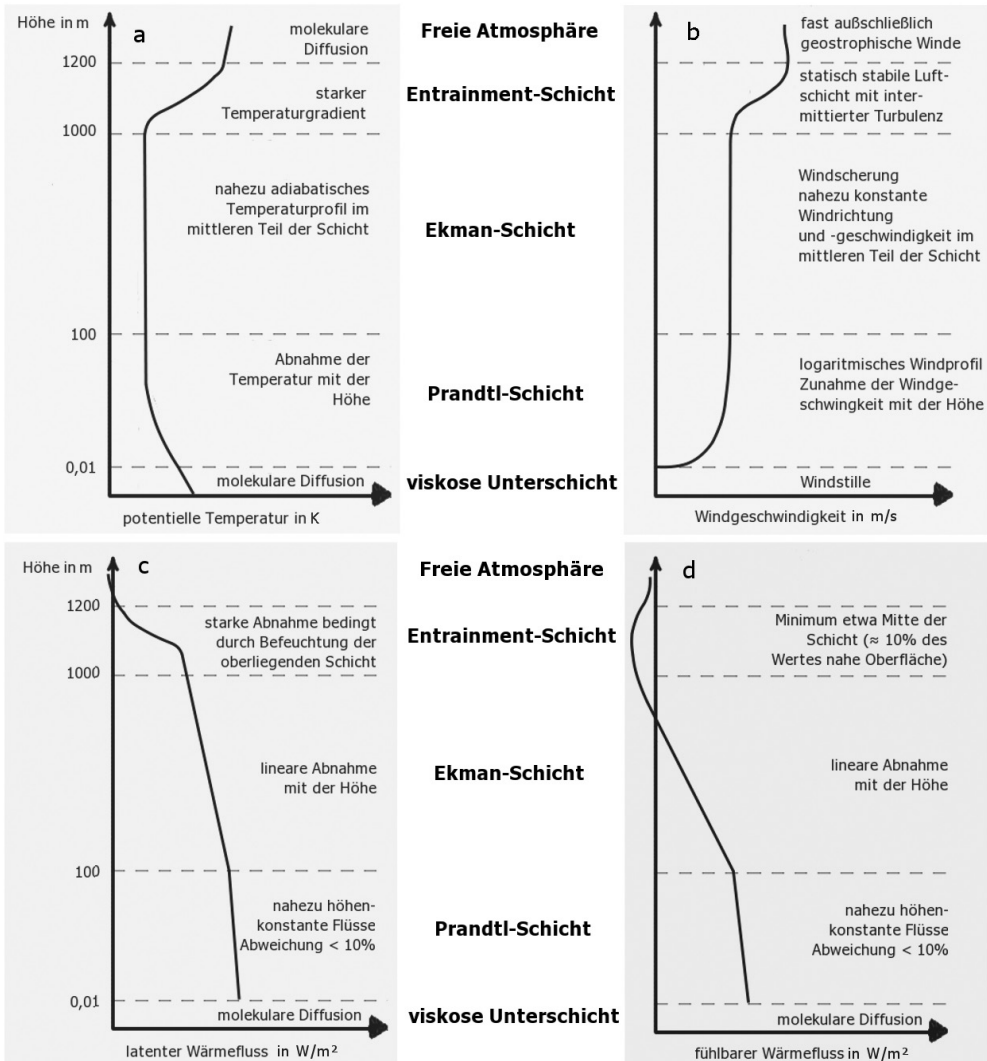 Höhe in m
a
molekulare
Diffusion
1200
starker
Temperaturgradient
1000
nahezu adiabatisches
Temperaturprofil im
mittleren Teil der Schicht
100
Abnahme der
Temperatur mit der
Höhe
0,01
molekulare Diffusion
potentielle Temperatur in K
Freie Atmosphäre
Entrainment-Schicht
Ekman-Schicht
Prandtl-Schicht
viskose Unterschicht
b
fast außschließlich
geostrophische Winde
statisch stabile Luft-
schicht mit inter-
mittierter Turbulenz
Windscherung
nahezu konstante
Windrichtung
und -geschwindigkeit im
mittleren Teil der Schicht
logaritmisches Windprofil
Zunahme der Windge-
schwingkeit mit der Höhe
Windstille
Windgeschwindigkeit in m/s
Höhe in m
c
1200
starke Abnahme bedingt
durch Befeuchtung der
oberliegenden Schicht
1000
lineare Abnahme
mit der Höhe
100
nahezu höhen-
konstante Flüsse
Abweichung < 10%
0,01
molekulare Diffusion
latenter Wärmefluss in W/m²
Freie Atmosphäre
Entrainment-Schicht
Ekman-Schicht
Prandtl-Schicht
viskose Unterschicht
d
Minimum etwa Mitte der
Schicht (≈ 10% des
Wertes nahe Oberfläche)
lineare Abnahme
mit der Höhe
nahezu höhen-
konstante Flüsse
Abweichung < 10%
molekulare Diffusion
fühlbarer Wärmefluss in W/m²